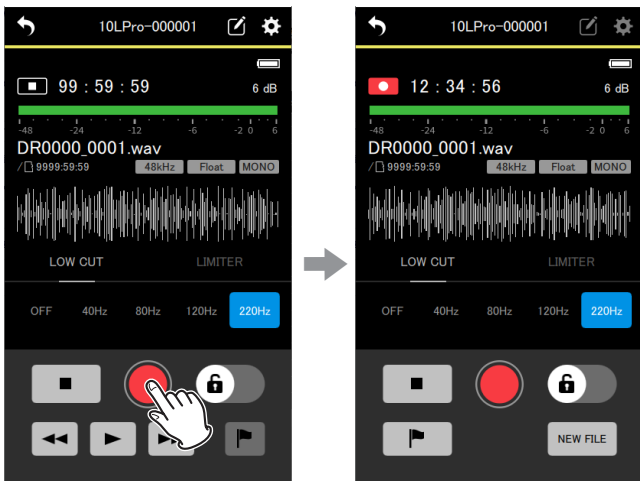 10LPro-000001
99 : 59 : 59
6 dB
-48 -24 -12 -6 -2 0 6
DR0000_0001.wav
/ 9999:59:59 48kHz Float MONO
LOW CUT LIMITER
OFF 40Hz 80Hz 120Hz 220Hz
10LPro-000001
12 : 34 : 56
6 dB
-48 -24 -12 -6 -2 0 6
DR0000_0001.wav
/ 9999:59:59 48kHz Float MONO
LOW CUT LIMITER
OFF 40Hz 80Hz 120Hz 220Hz
NEW FILE